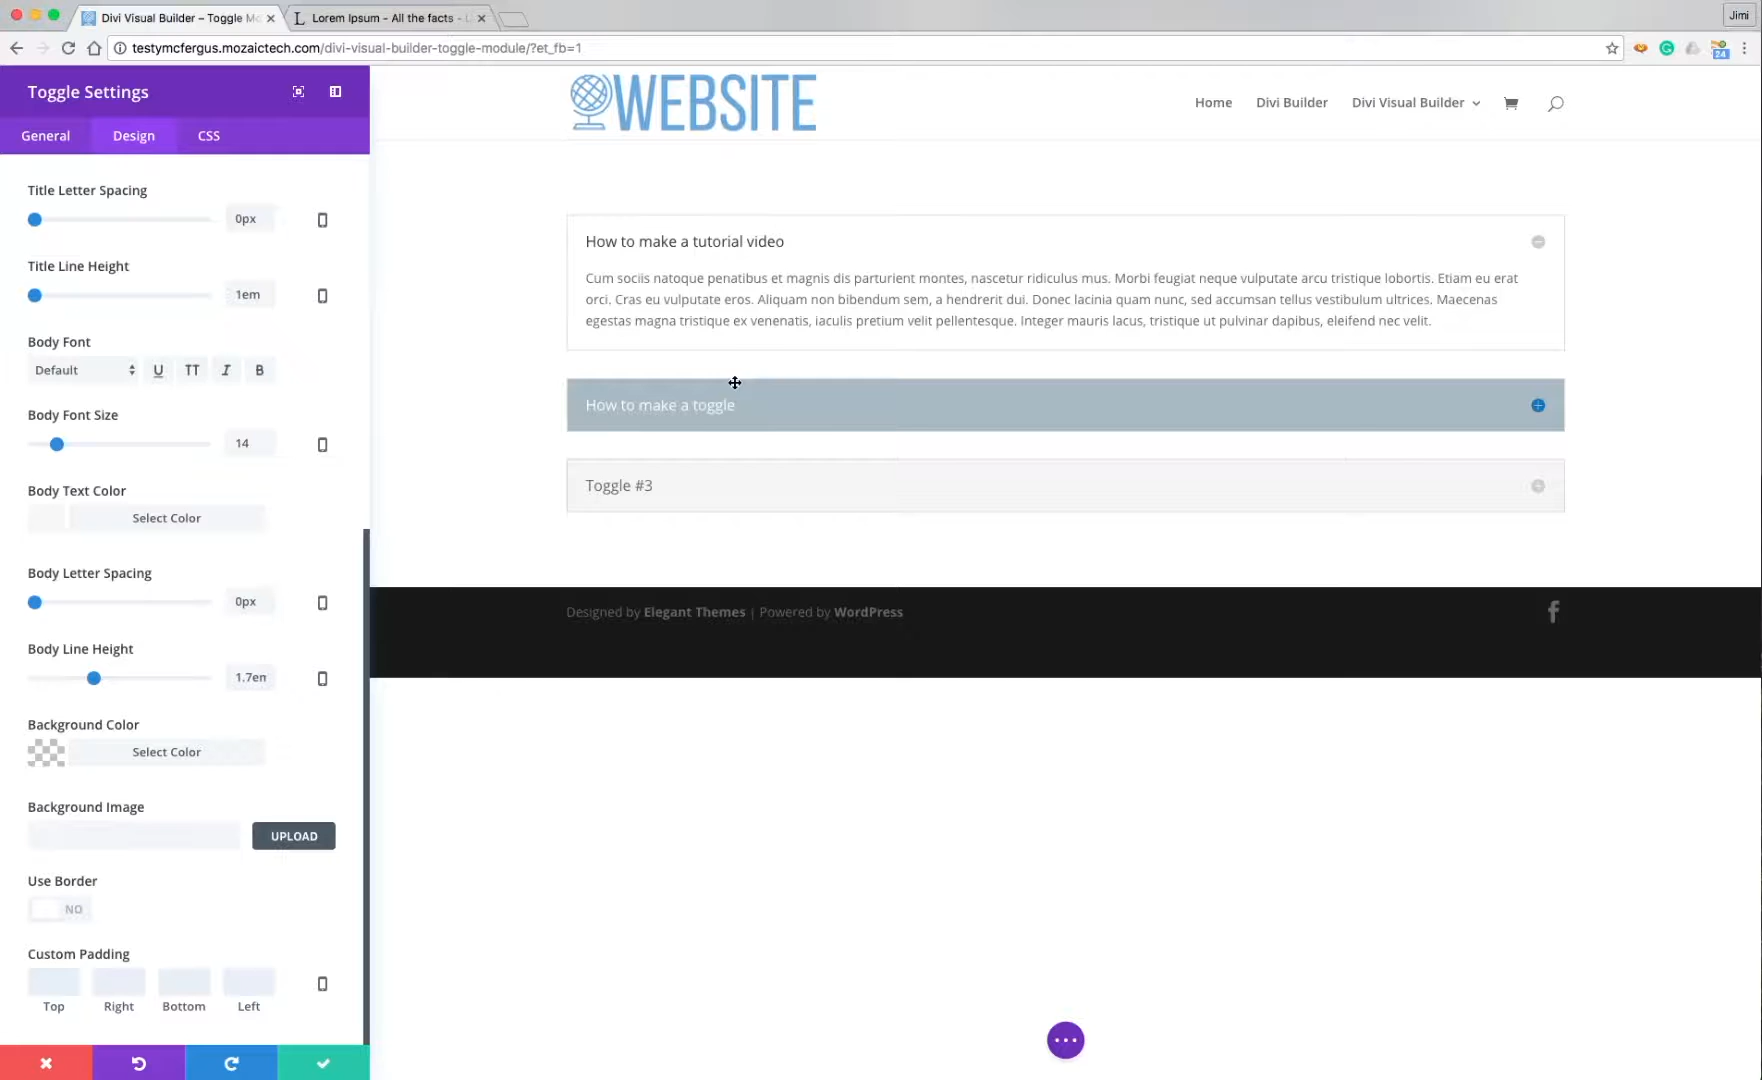 Divi Visual Builder – Toggle Mo
Lorem Ipsum - All the facts - L
Jimi
testymcfergus.mozaictech.com/divi-visual-builder-toggle-module/?et_fb=1
24
Toggle Settings
General Design CSS
WEBSITE
Home Divi Builder Divi Visual Builder
Title Letter Spacing
0px
Title Line Height
1em
Body Font
Default U TT I B
Body Font Size
14
Body Text Color
Select Color
Body Letter Spacing
0px
Body Line Height
1.7em
Background Color
Select Color
Background Image
UPLOAD
Use Border
NO
Custom Padding
Top Right Bottom Left
How to make a tutorial video
Cum sociis natoque penatibus et magnis dis parturient montes, nascetur ridiculus mus. Morbi feugiat neque vulputate arcu tristique lobortis. Etiam eu erat
orci. Cras eu vulputate eros. Aliquam non bibendum sem, a hendrerit dui. Donec lacinia quam nunc, sed accumsan tellus vestibulum ultrices. Maecenas
egestas magna tristique ex venenatis, iaculis pretium velit pellentesque. Integer mauris lacus, tristique ut pulvinar dapibus, eleifend nec velit.
How to make a toggle
Toggle #3
Designed by Elegant Themes | Powered by WordPress